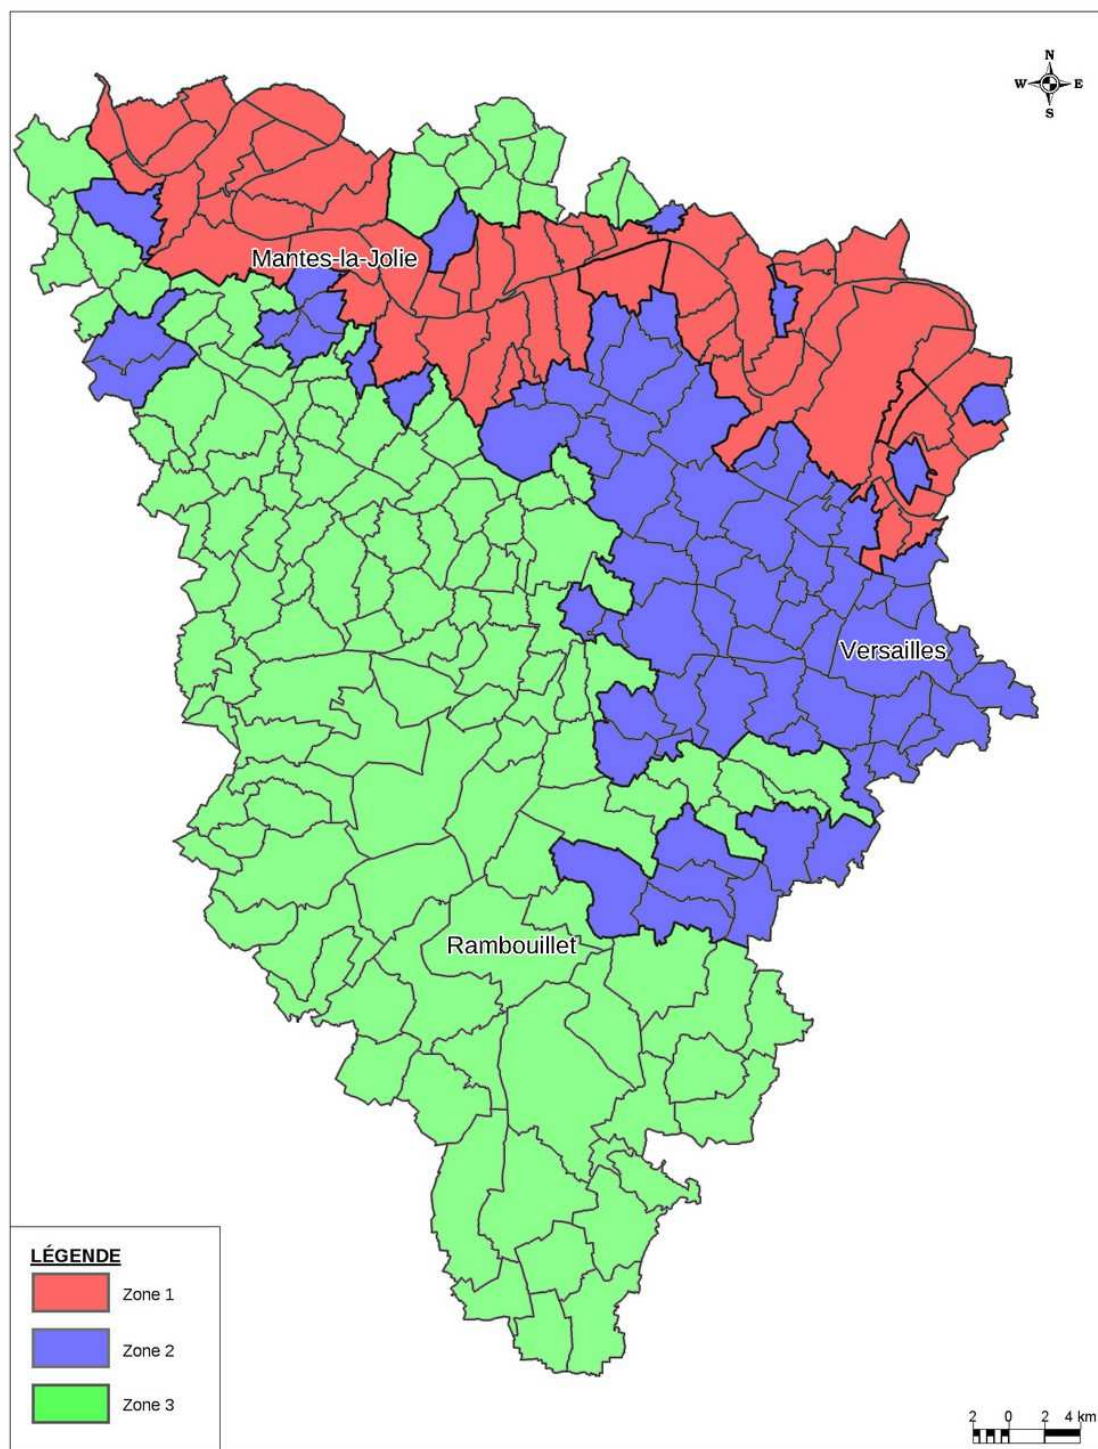 N
W E
S
Mantes-la-Jolie
Versailles
Rambouillet
LÉGENDE
Zone 1
Zone 2
Zone 3
2 0 2 4 km